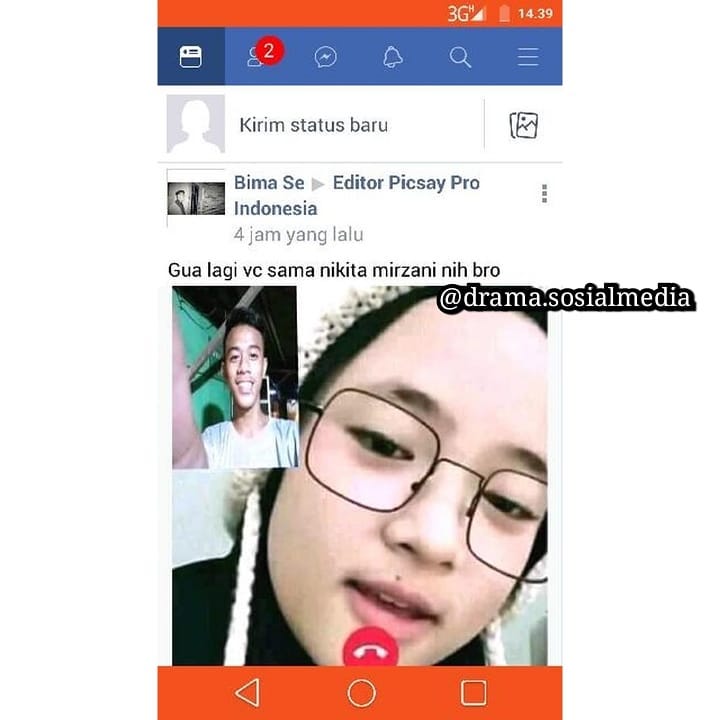 3G H 14.39
2
Kirim status baru
Bima Se ▶ Editor Picsay Pro
Indonesia
4 jam yang lalu
Gua lagi vc sama nikita mirzani nih bro
@drama.sosialmedia